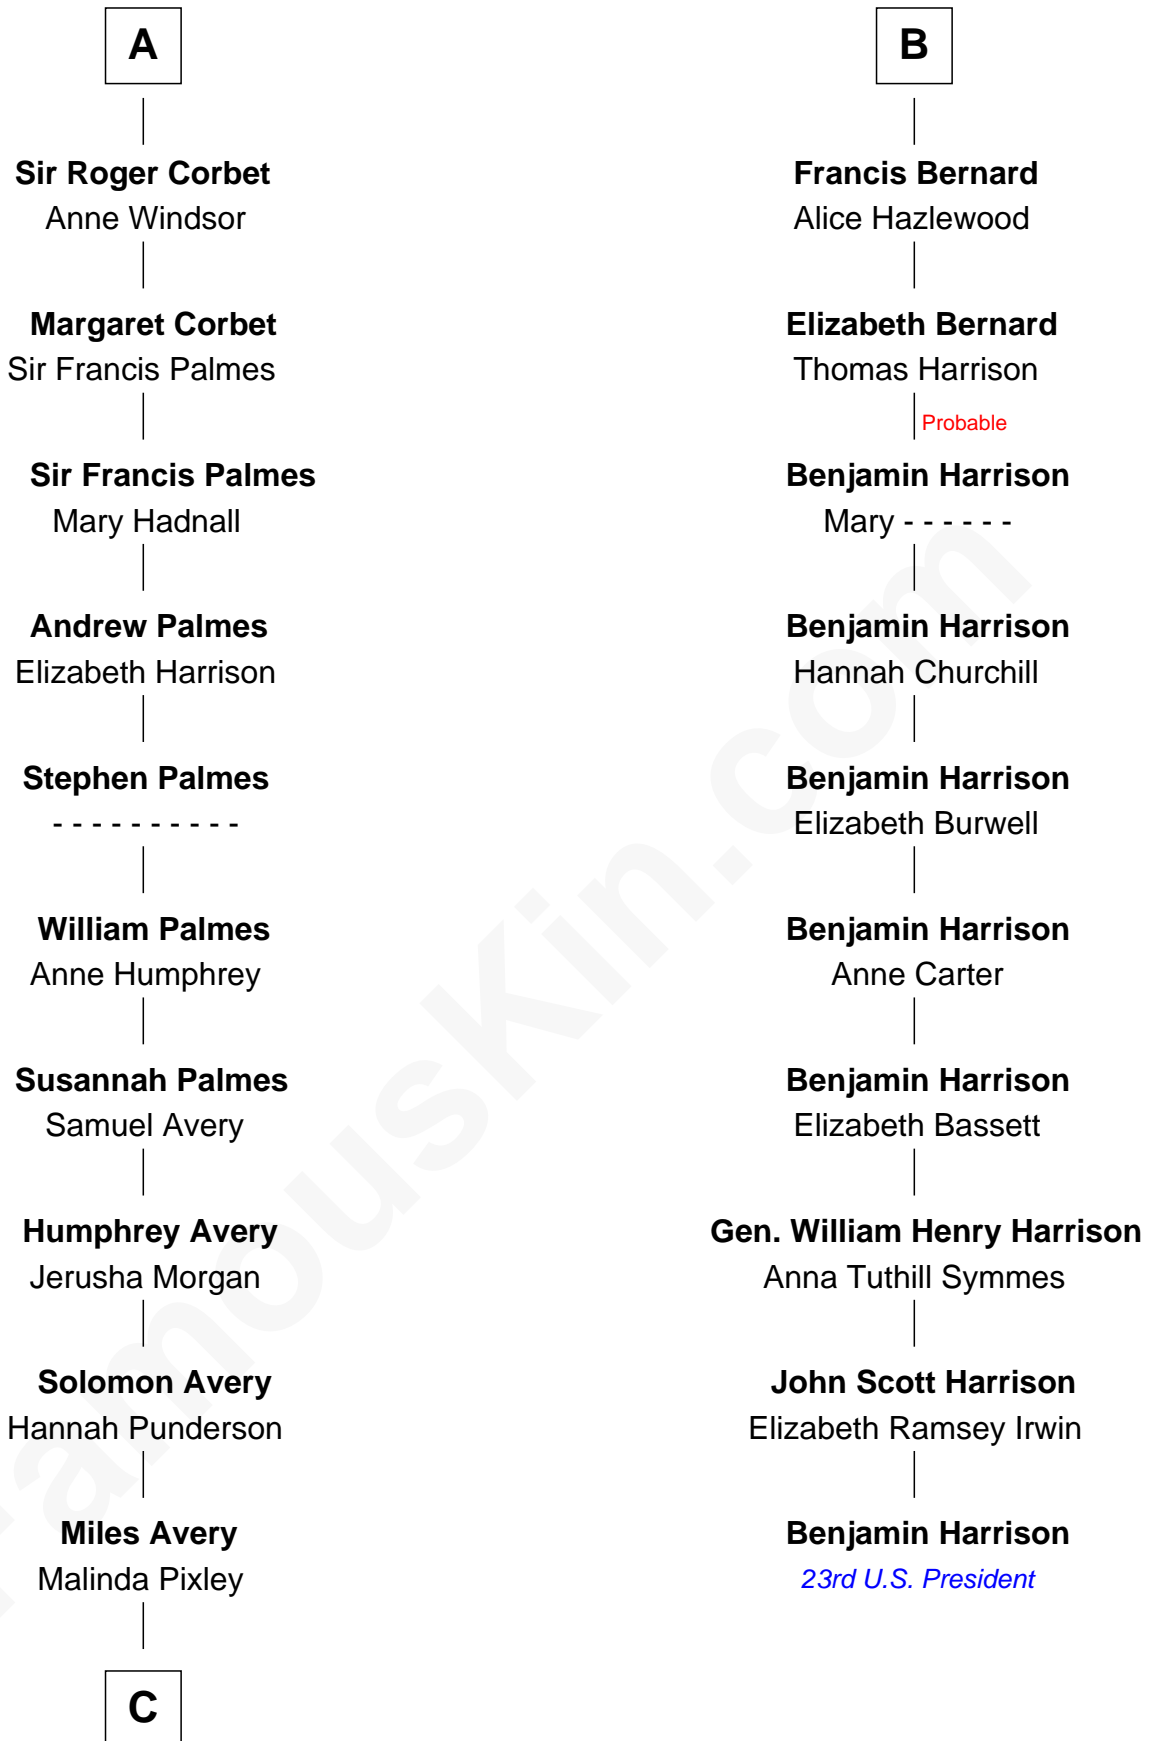 A
Sir Roger Corbet
Anne Windsor
Margaret Corbet
Sir Francis Palmes
Sir Francis Palmes
Mary Hadnall
Andrew Palmes
Elizabeth Harrison
Stephen Palmes
- - - - - - - - - -
William Palmes
Anne Humphrey
Susannah Palmes
Samuel Avery
Humphrey Avery
Jerusha Morgan
Solomon Avery
Hannah Punderson
Miles Avery
Malinda Pixley
C
B
Francis Bernard
Alice Hazlewood
Elizabeth Bernard
Thomas Harrison
Probable
Benjamin Harrison
Mary - - - - - -
Benjamin Harrison
Hannah Churchill
Benjamin Harrison
Elizabeth Burwell
Benjamin Harrison
Anne Carter
Benjamin Harrison
Elizabeth Bassett
Gen. William Henry Harrison
Anna Tuthill Symmes
John Scott Harrison
Elizabeth Ramsey Irwin
Benjamin Harrison
23rd U.S. President
FamousKin.com